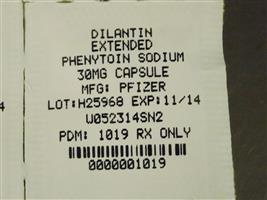 DILANTIN
EXTENDED
PHENYTOIN SODIUM
30MG CAPSULE
MFG: PFIZER
LOT:H25968 EXP:11/14
W052314SN2
PDM: 1019 RX ONLY
0000001019